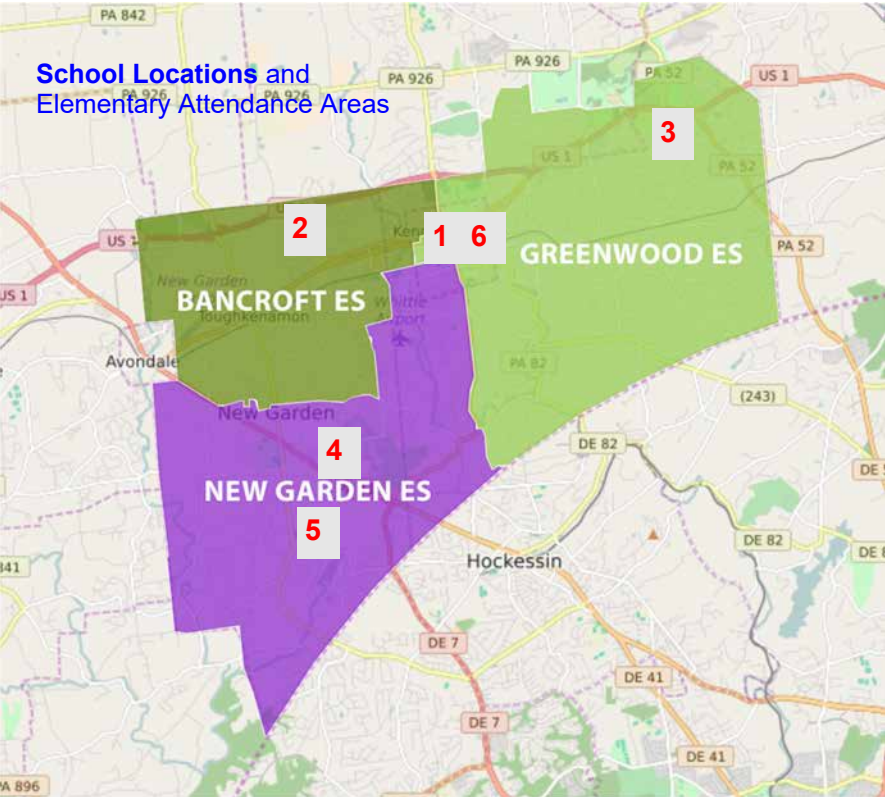 PA 842
PA 926
School Locations and
PA 52
US 1
PA 926
PA 926
PA 926
Elementary Attendance Areas
3
US 1
PA 52
2
1 6
US 1
PA 52
GREENWOOD ES
New Garden
US 1
BANCROFT ES
Toughkenamon
Avondale
PA 82
(243)
New Garden
4
DE 82
NEW GARDEN ES
5
DE 82
Hockessin
841
DE 7
DE 41
DE 7
DE 41
PA 896